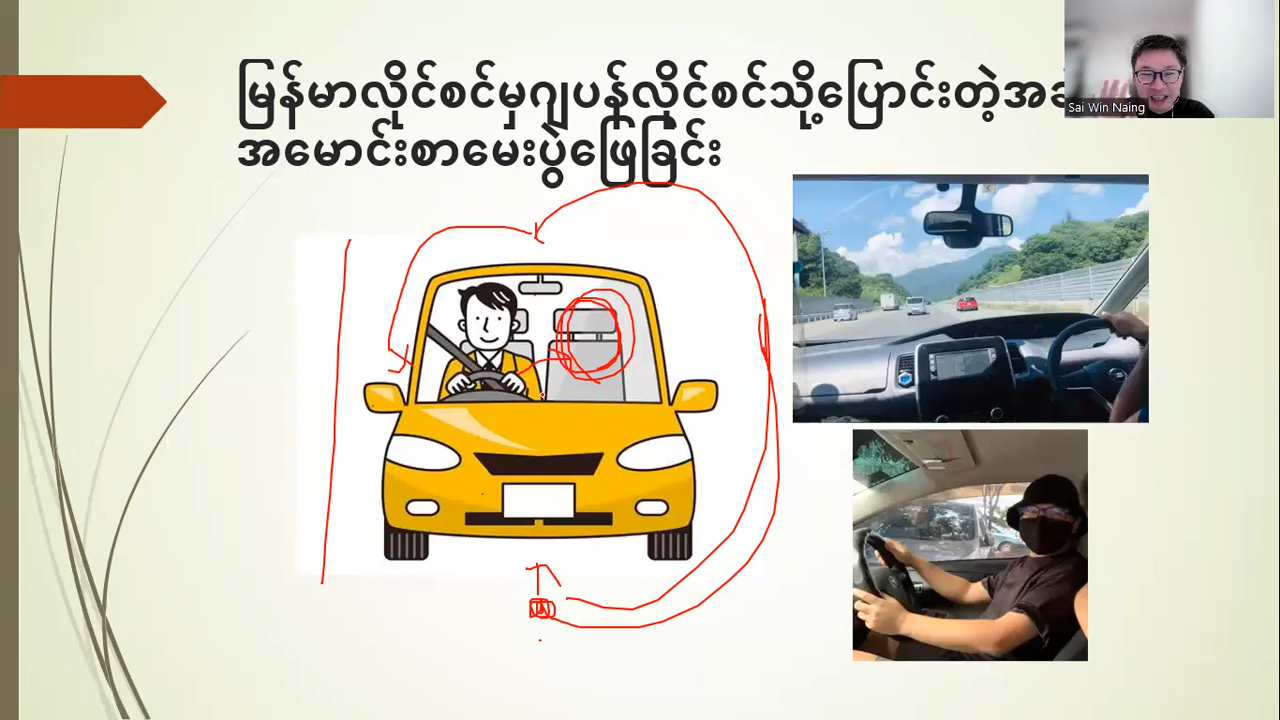 မြန်မာလိုင်စင်မှဂျပန်လိုင်စင်သို့ပြောင်းတဲ့
အမောင်းစာမေးပွဲဖြေခြင်း
Sai Win Naing